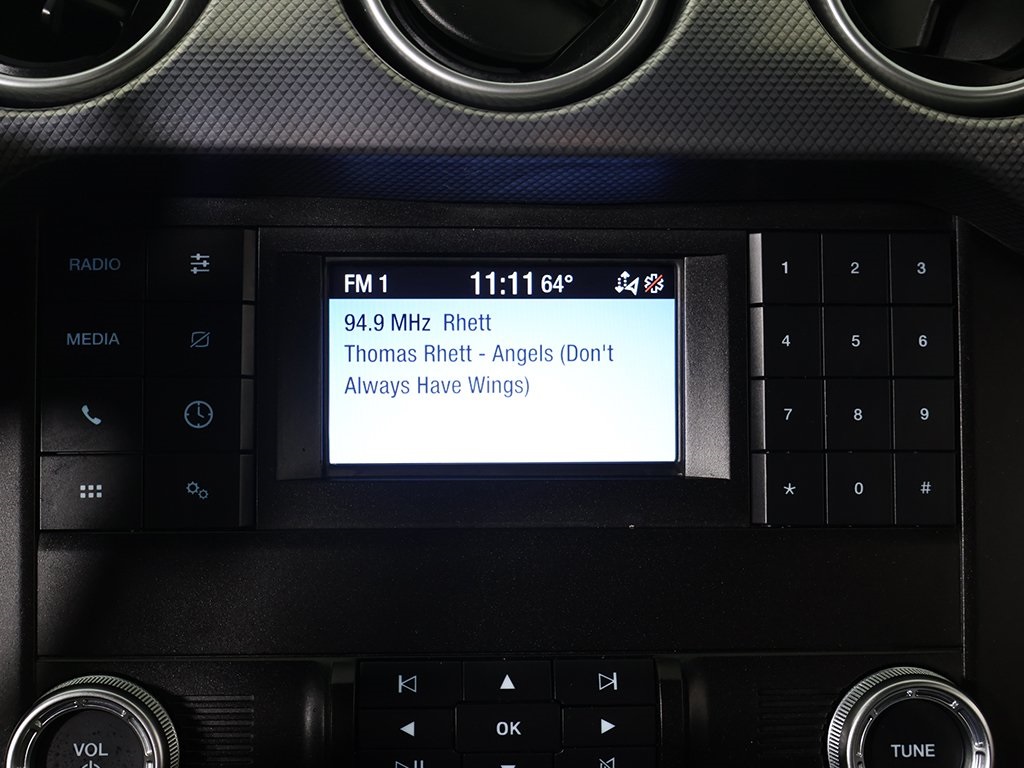 FM 1 11:11 64°
94.9 MHz Rhett
Thomas Rhett - Angels (Don't
Always Have Wings)
RADIO
MEDIA
1 2 3
4 5 6
7 8 9
* 0 #
VOL
OK
TUNE